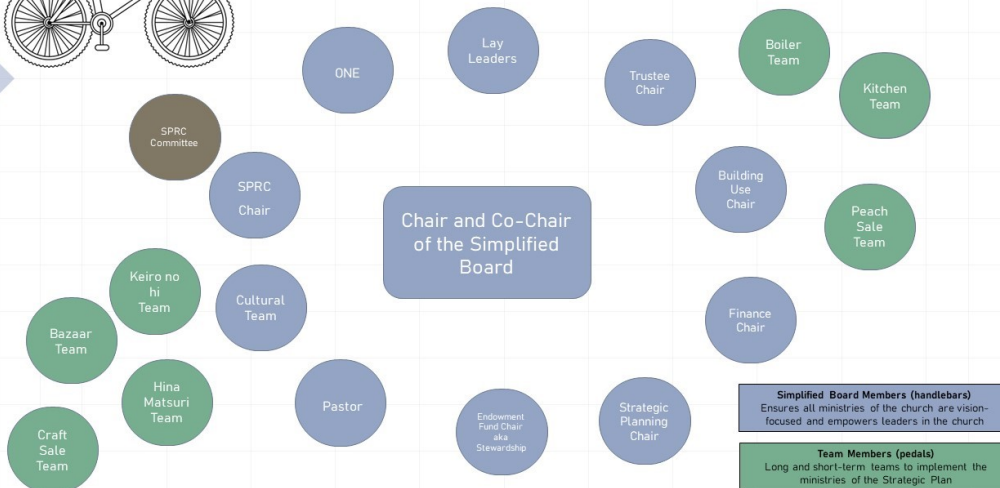 ONE
Lay
Leaders
Trustee
Chair
Boiler
Team
Kitchen
Team
SPRC
Committee
SPRC
Chair
Building
Use
Chair
Peach
Sale
Team
Chair and Co-Chair
of the Simplified
Board
Keiro no
hi
Team
Cultural
Team
Finance
Chair
Bazaar
Team
Hina
Matsuri
Team
Pastor
Endowment
Fund Chair
aka
Stewardship
Strategic
Planning
Chair
Craft
Sale
Team
Simplified Board Members (handlebars)
Ensures all ministries of the church are vision-
focused and empowers leaders in the church
Team Members (pedals)
Long and short-term teams to implement the
ministries of the Strategic Plan